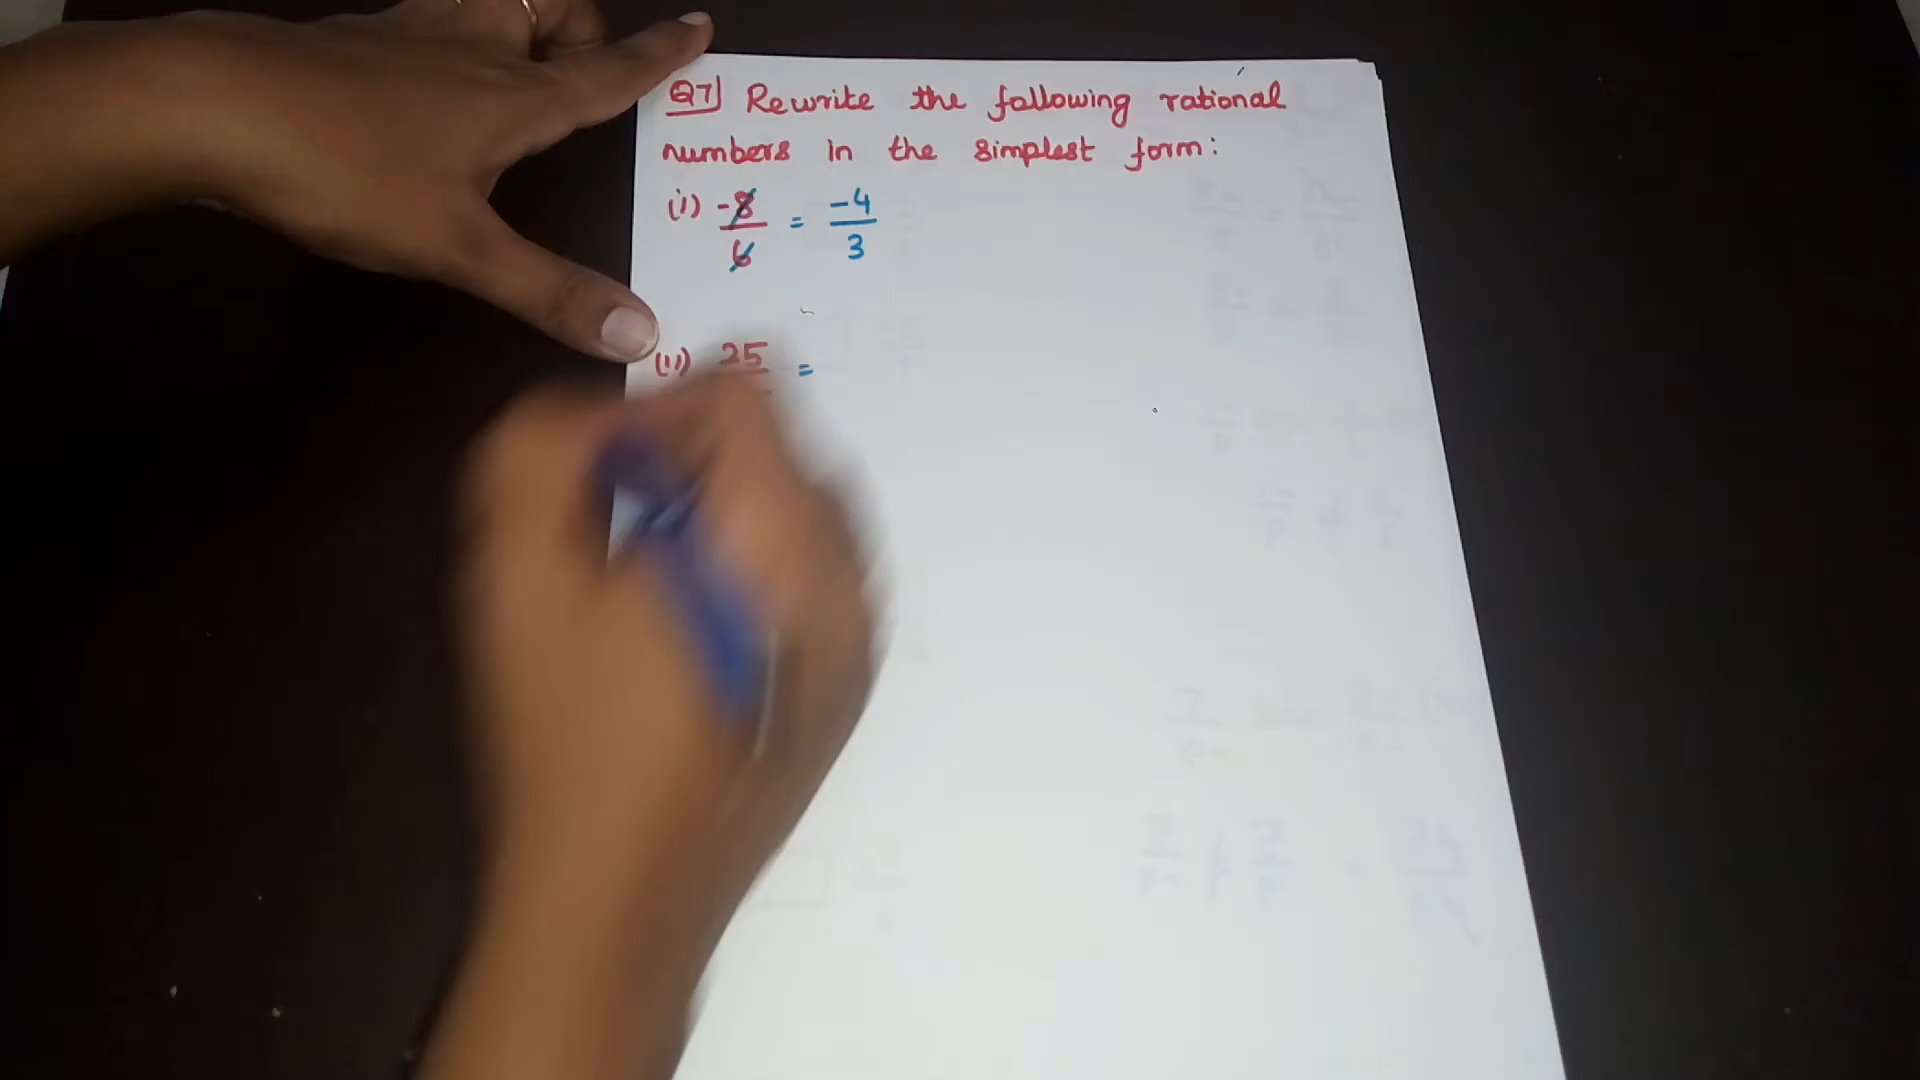 Q7] Rewrite the following rational
numbers in the simplest form:
(i) -8/6 = -4/3
(ii) 25 =